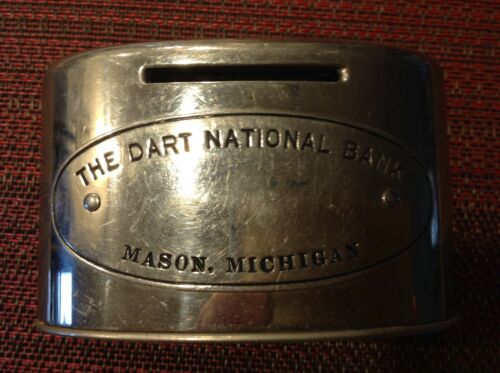 THE DART NATIONAL BANK
MASON, MICHIGAN